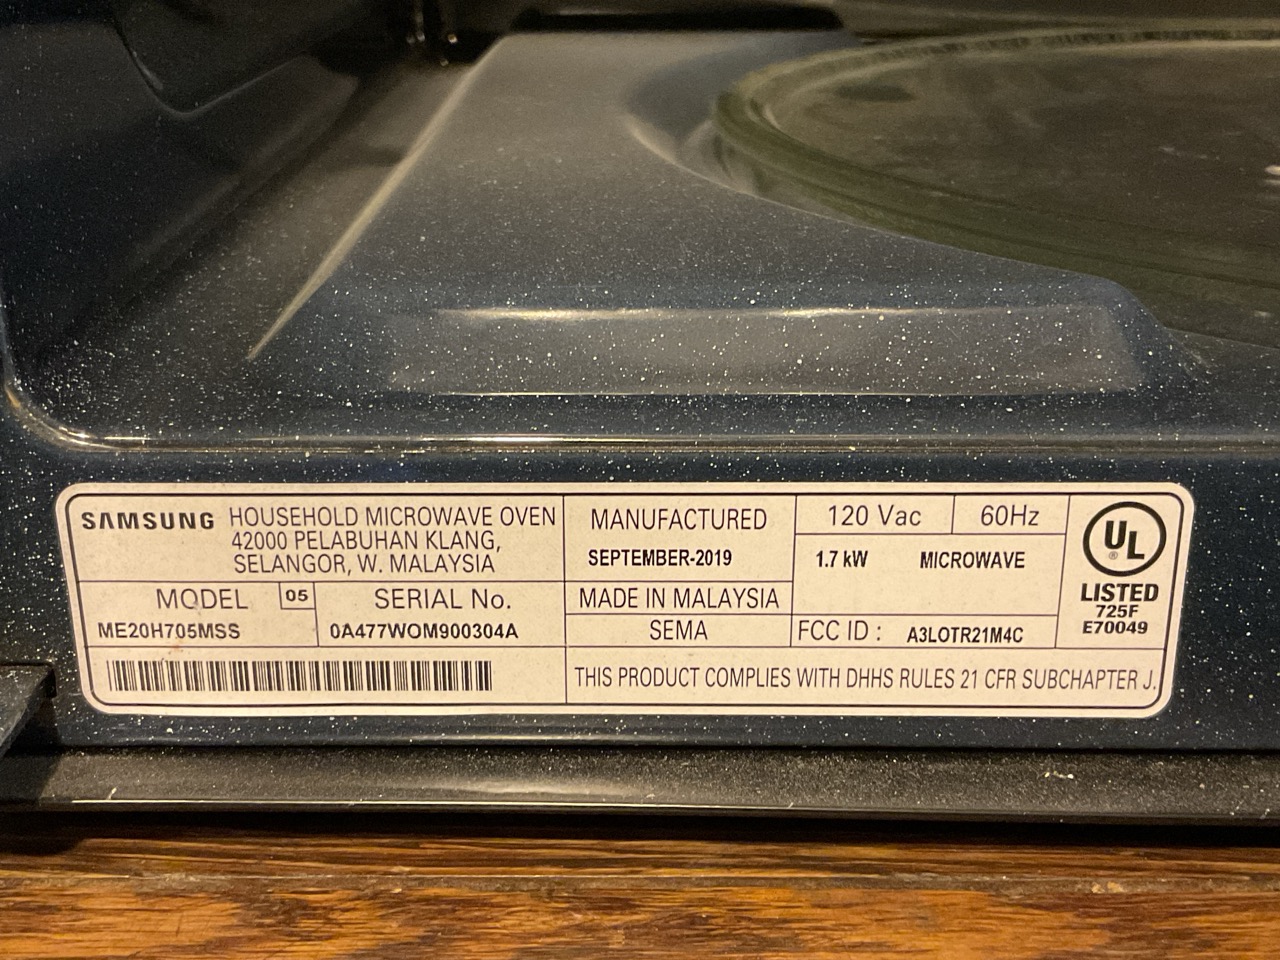 SAMSUNG HOUSEHOLD MICROWAVE OVEN
42000 PELABUHAN KLANG,
SELANGOR, W. MALAYSIA
MODEL 05
ME20H705MSS
SERIAL No.
0A477WOM900304A
MANUFACTURED
SEPTEMBER-2019
MADE IN MALAYSIA
SEMA
120 Vac 60Hz
1.7 kW MICROWAVE
FCC ID : A3LOTR21M4C
THIS PRODUCT COMPLIES WITH DHHS RULES 21 CFR SUBCHAPTER J.
UL
®
LISTED
725F
E70049